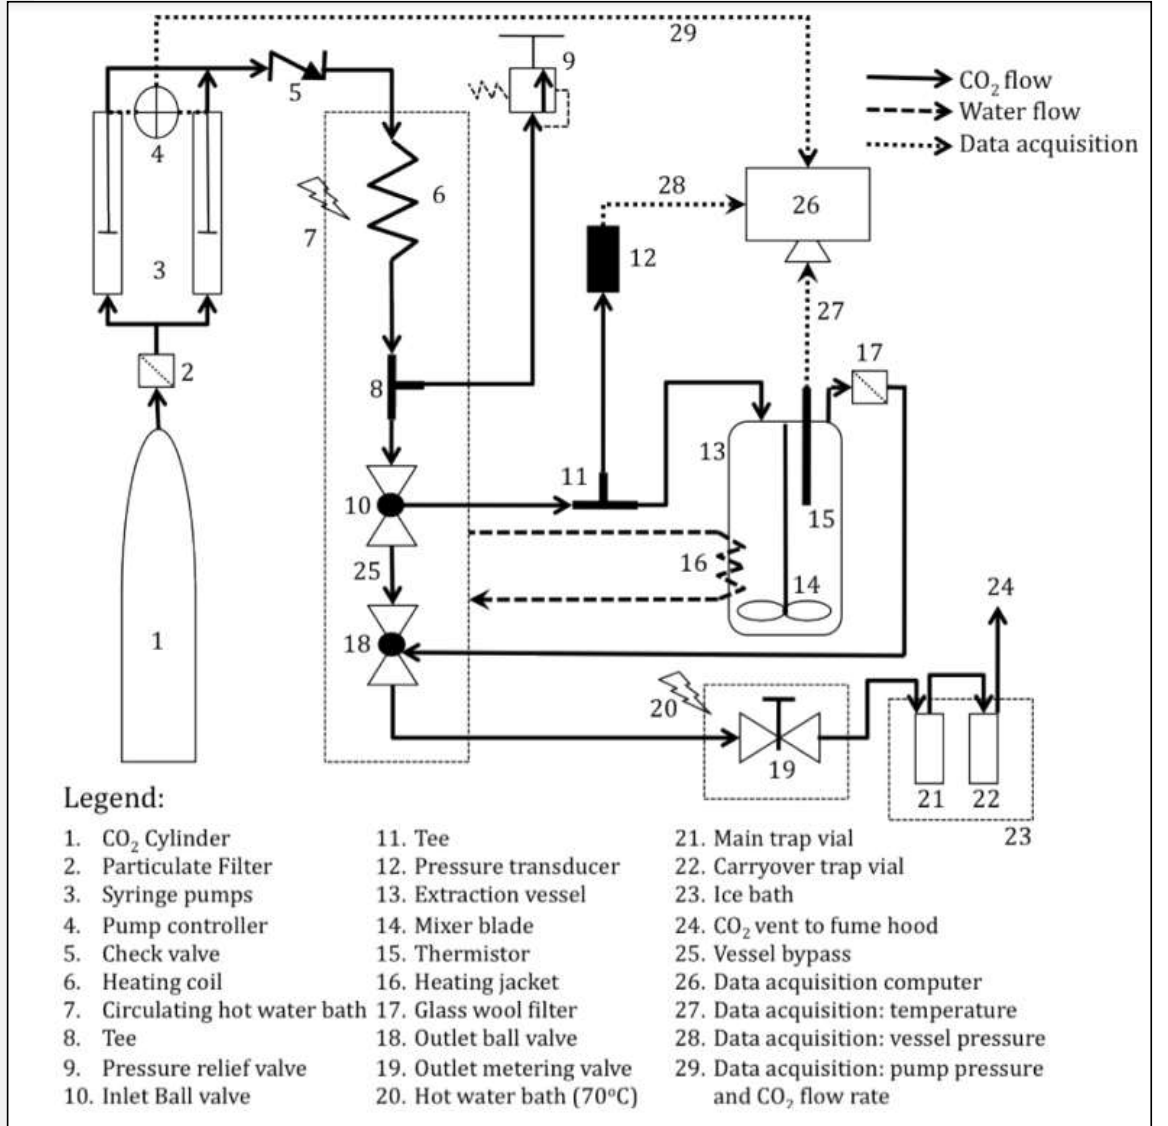 29
9
5
CO₂ flow
Water flow
Data acquisition
4
28
6
26
7
12
3
27
17
2
8
13
11
10
15
16
25
14
24
1
18
20
19
21 22
23
Legend:
1. CO₂ Cylinder
2. Particulate Filter
3. Syringe pumps
4. Pump controller
5. Check valve
6. Heating coil
7. Circulating hot water bath
8. Tee
9. Pressure relief valve
10. Inlet Ball valve
11. Tee
12. Pressure transducer
13. Extraction vessel
14. Mixer blade
15. Thermistor
16. Heating jacket
17. Glass wool filter
18. Outlet ball valve
19. Outlet metering valve
20. Hot water bath (70ºC)
21. Main trap vial
22. Carryover trap vial
23. Ice bath
24. CO₂ vent to fume hood
25. Vessel bypass
26. Data acquisition computer
27. Data acquisition: temperature
28. Data acquisition: vessel pressure
29. Data acquisition: pump pressure
and CO₂ flow rate